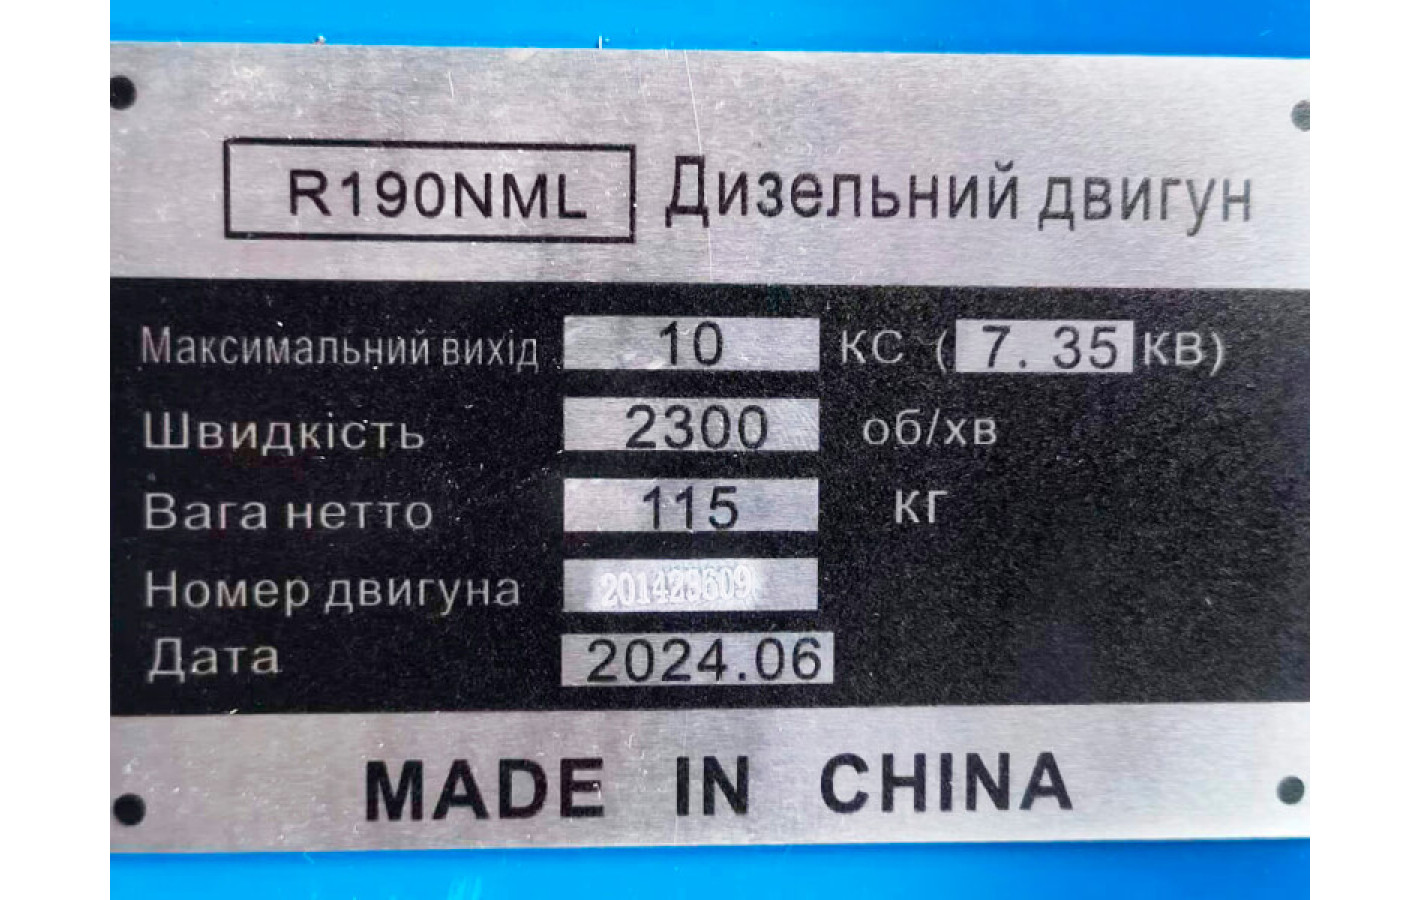 R190NML Дизельний двигун
Максимальний вихід 10 КС ( 7. 35 КВ)
Швидкість 2300 об/хв
Вага нетто 115 КГ
Номер двигуна 201429609
Дата 2024.06
MADE IN CHINA